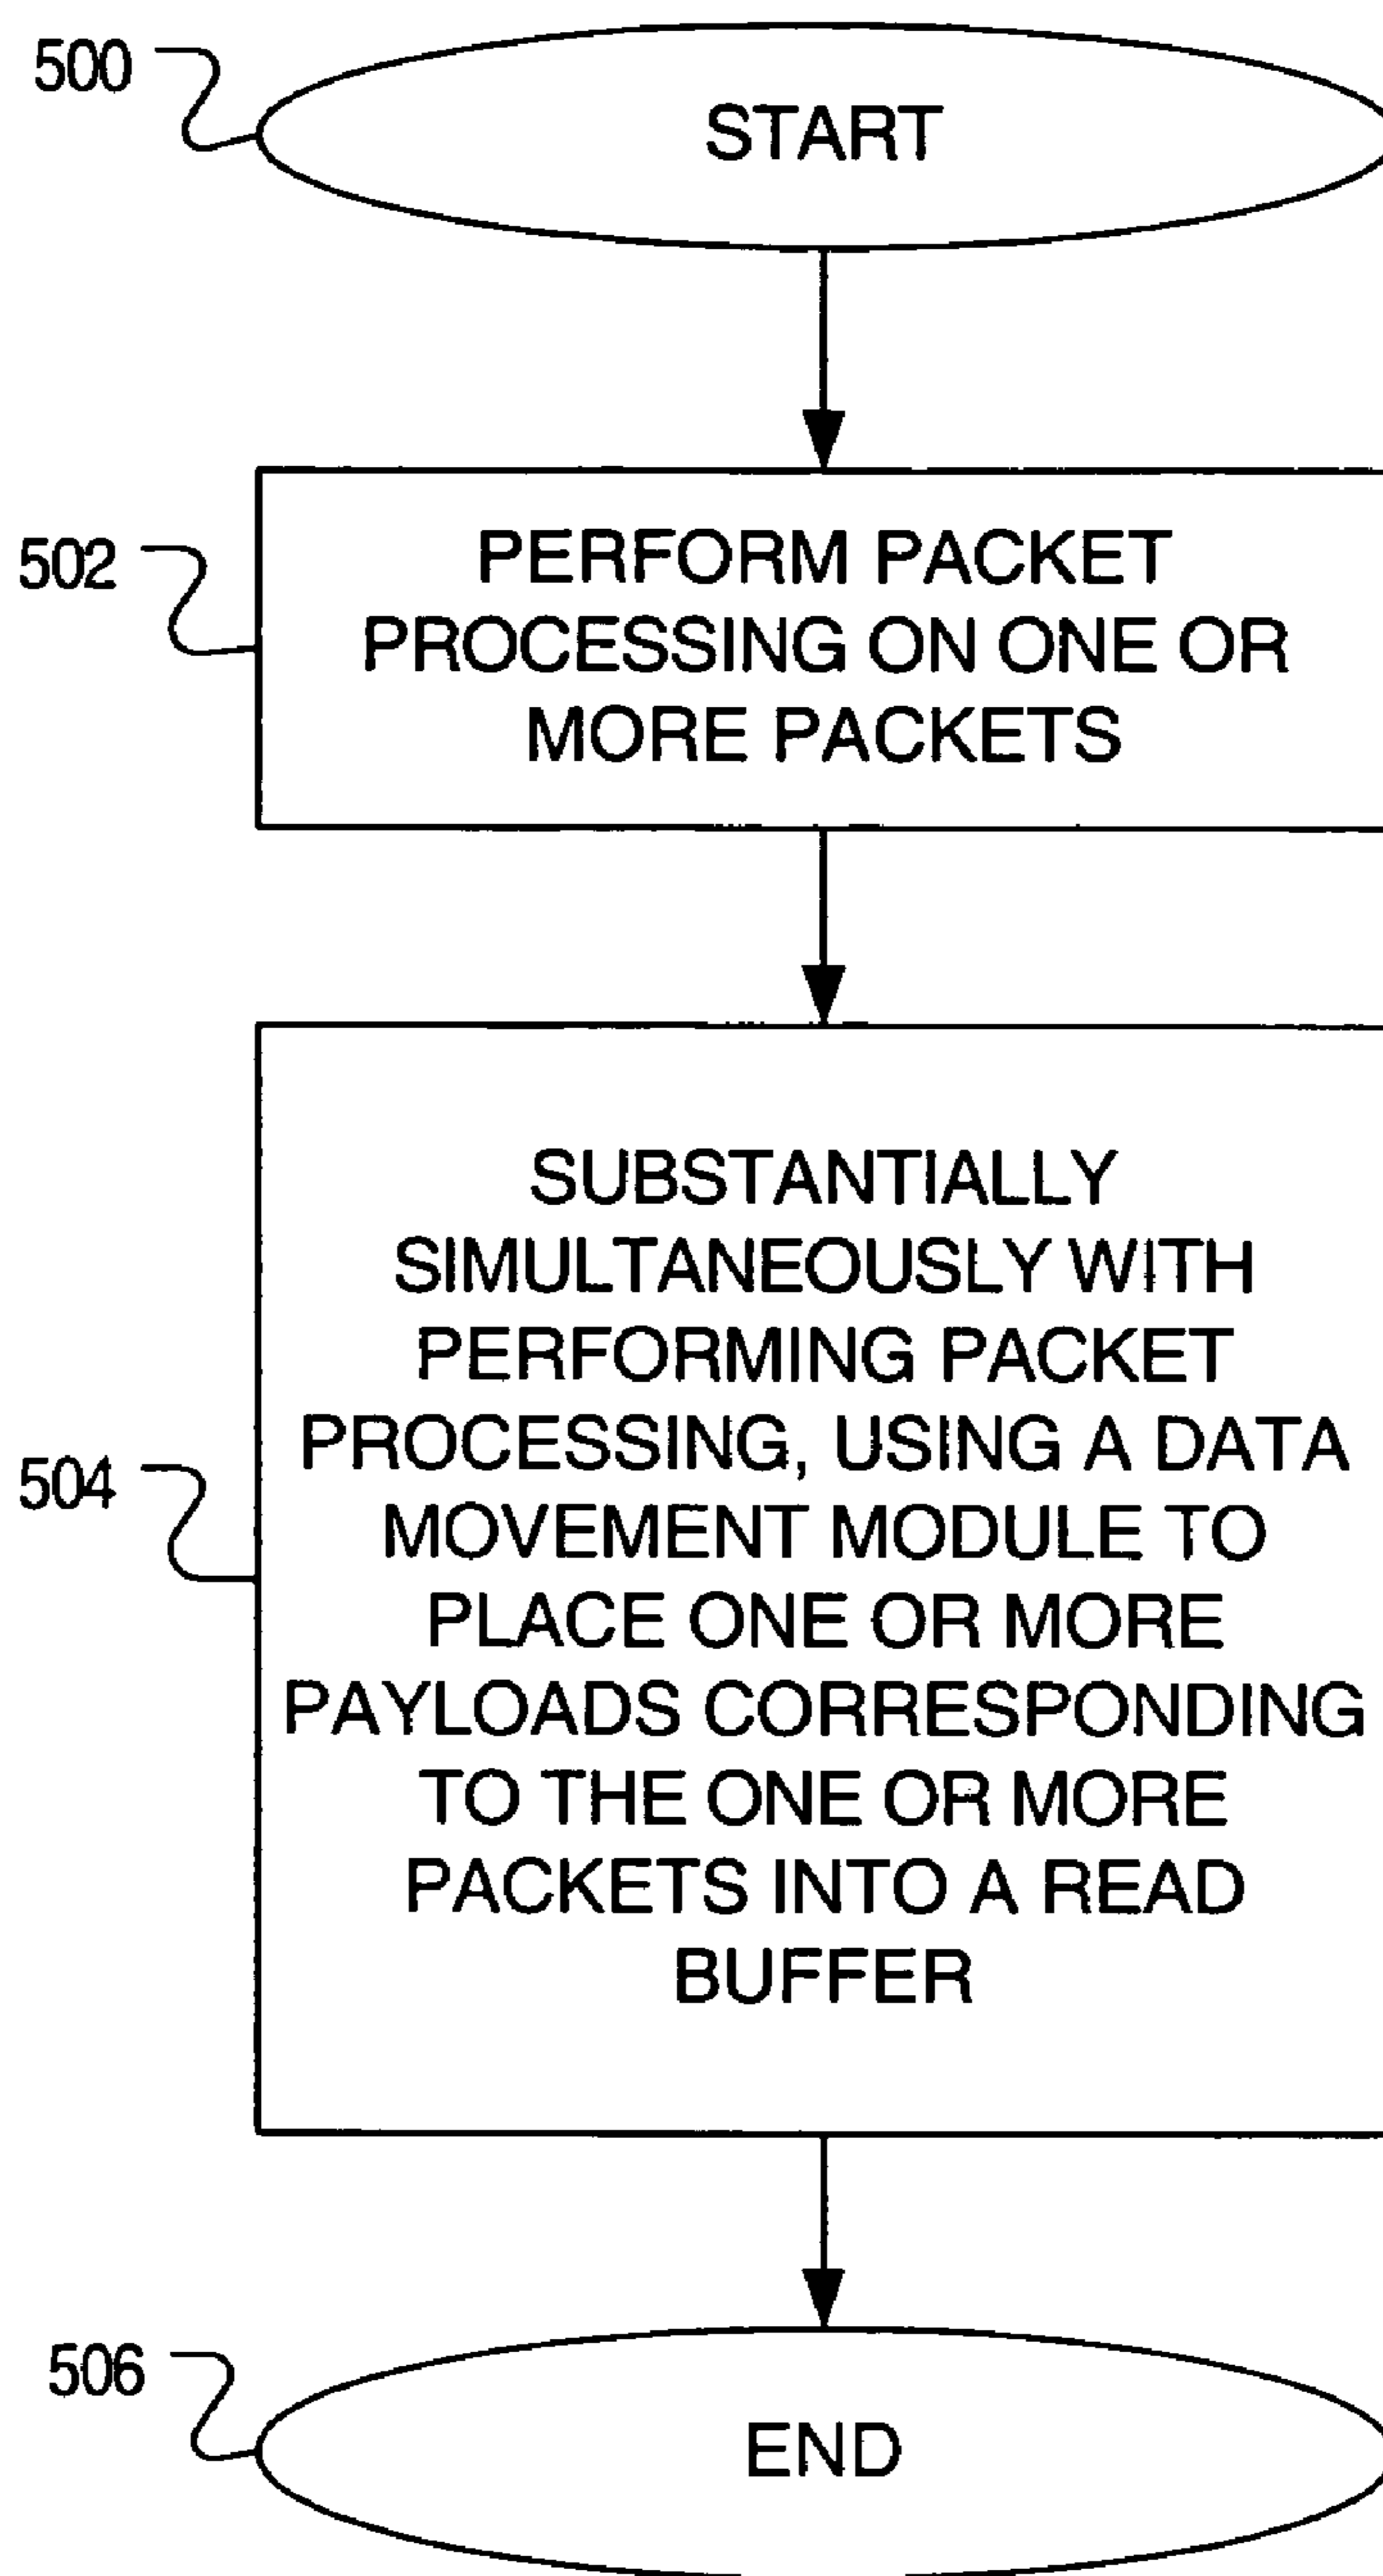 500
START
502
PERFORM PACKET
PROCESSING ON ONE OR
MORE PACKETS
504
SUBSTANTIALLY
SIMULTANEOUSLY WITH
PERFORMING PACKET
PROCESSING, USING A DATA
MOVEMENT MODULE TO
PLACE ONE OR MORE
PAYLOADS CORRESPONDING
TO THE ONE OR MORE
PACKETS INTO A READ
BUFFER
506
END